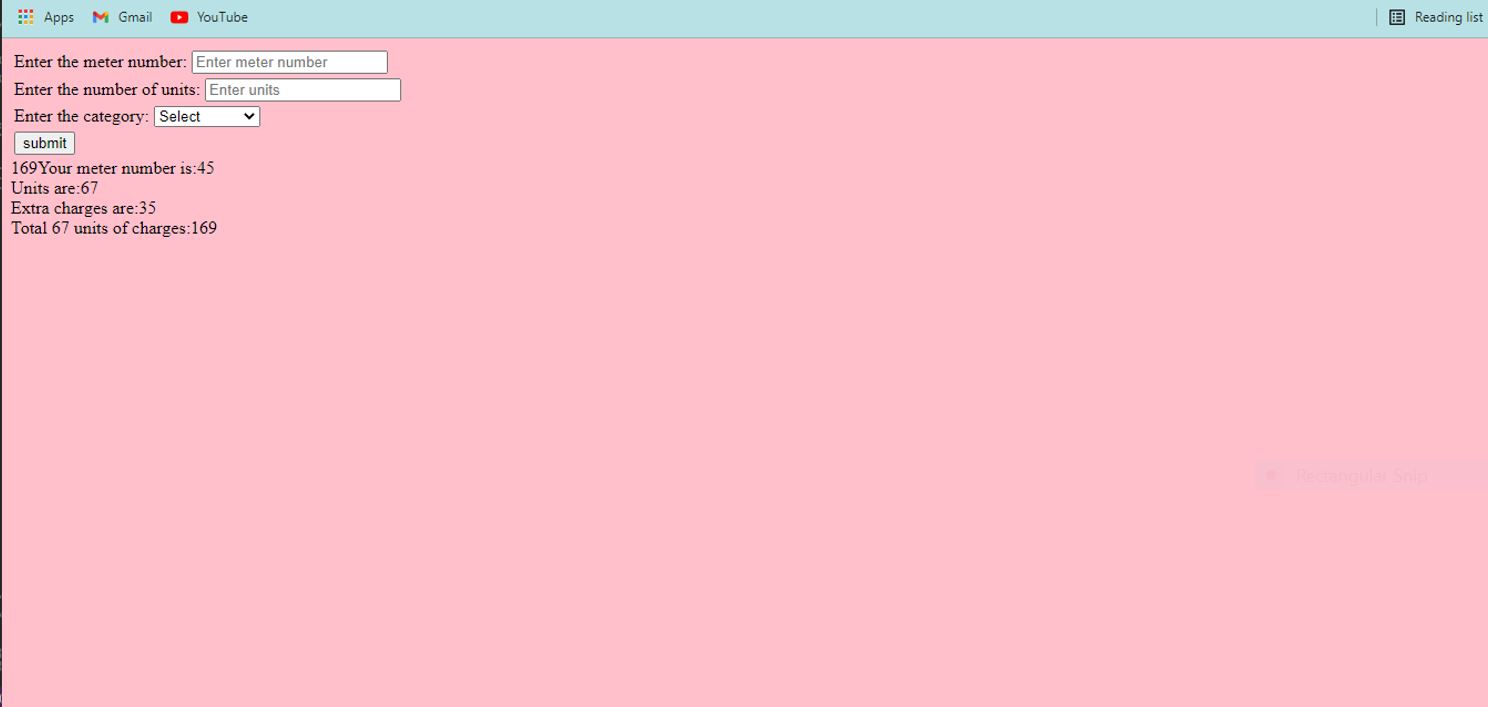 Apps Gmail YouTube Reading list
Enter the meter number: Enter meter number
Enter the number of units: Enter units
Enter the category: Select
submit
169Your meter number is:45
Units are:67
Extra charges are:35
Total 67 units of charges:169
Rectangular Snip